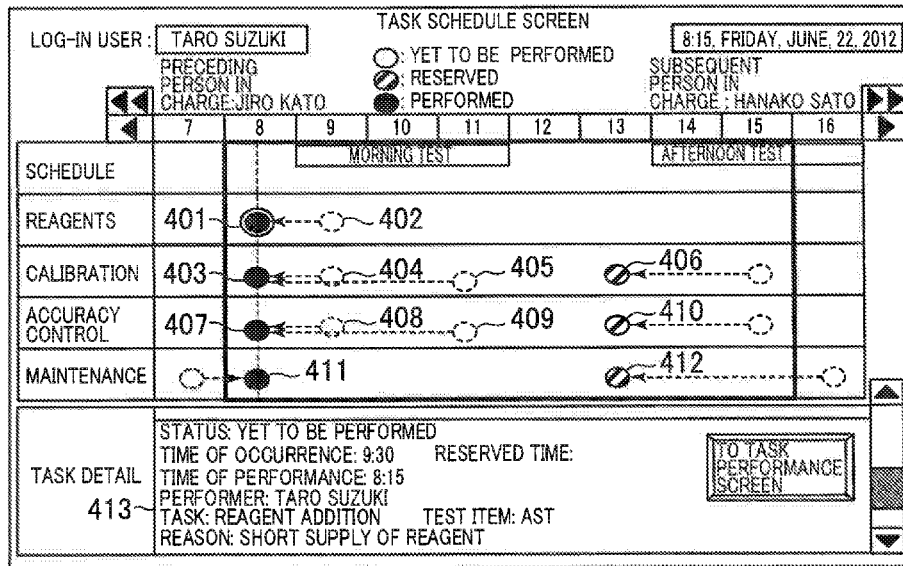 TASK SCHEDULE SCREEN
LOG-IN USER : TARO SUZUKI
8:15, FRIDAY, JUNE, 22, 2012
: YET TO BE PERFORMED
: RESERVED
: PERFORMED
PRECEDING
PERSON IN
CHARGE:JIRO KATO
SUBSEQUENT
PERSON IN
CHARGE : HANAKO SATO
7 8 9 10 11 12 13 14 15 16
SCHEDULE MORNING TEST AFTERNOON TEST
REAGENTS 401 402
CALIBRATION 403 404 405 406
ACCURACY
CONTROL 407 408 409 410
MAINTENANCE 411 412
TASK DETAIL
413
STATUS: YET TO BE PERFORMED
TIME OF OCCURRENCE: 9:30 RESERVED TIME:
TIME OF PERFORMANCE: 8:15
PERFORMER: TARO SUZUKI
TASK: REAGENT ADDITION TEST ITEM: AST
REASON: SHORT SUPPLY OF REAGENT
TO TASK
PERFORMANCE
SCREEN